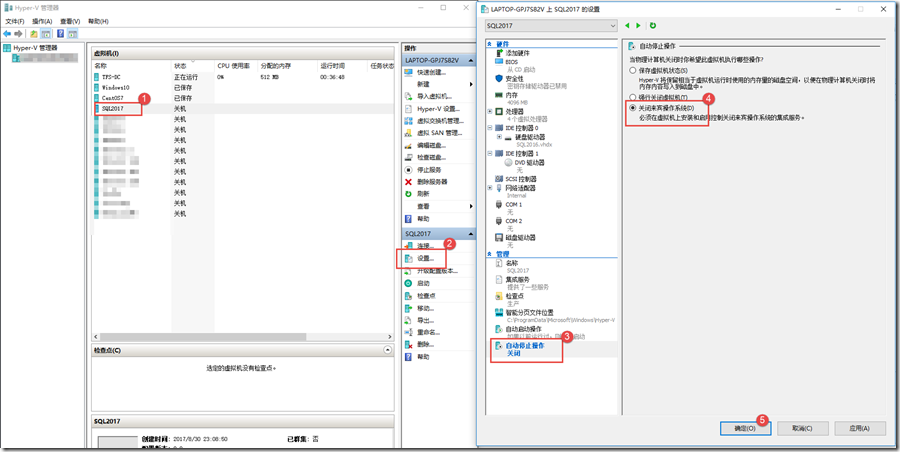 Hyper-V 管理器
文件(F) 操作(A) 查看(V) 帮助(H)
Hyper-V 管理器
虚拟机(I)
名称 状态 CPU 使用率 分配的内存 运行时间 任务状态
TFS-DC 正在运行 0% 512 MB 00:36:48
Windows10 已保存
CentOS7 已保存
SQL2017 关机
1
关机
关机
关机
关机
关机
关机
关机
关机
关机
检查点(C)
选定的虚拟机没有检查点。
SQL2017
创建时间: 2017/8/30 23:08:50 已群集: 否
操作
LAPTOP-GPJ7S82V
快速创建...
新建
导入虚拟机...
Hyper-V 设置...
虚拟交换机管理...
虚拟 SAN 管理...
编辑磁盘...
检查磁盘...
停止服务
删除服务器
刷新
查看
帮助
SQL2017
连接...
2
设置...
升级配置版本...
启动
检查点
移动...
导出...
重命名...
删除...
帮助
LAPTOP-GPJ7S82V 上 SQL2017 的设置
SQL2017
硬件
添加硬件
BIOS
从 CD 启动
安全性
密钥存储驱动器已禁用
内存
4096 MB
处理器
4 个虚拟处理器
IDE 控制器 0
硬盘驱动器
SQL2016.vhdx
IDE 控制器 1
DVD 驱动器
无
SCSI 控制器
网络适配器
Internal
COM 1
无
COM 2
无
磁盘驱动器
无
管理
名称
SQL2017
集成服务
提供了一些服务
检查点
生产
智能分页文件位置
C:\ProgramData\Microsoft\Windows\Hyper-V
自动启动操作
3
自动停止操作
关闭
自动停止操作
当物理计算机关闭时你希望此虚拟机执行哪些操作?
保存虚拟机状态(S)
Hyper-V 将保留相当于虚拟机运行时使用的内存量的磁盘空间，以便在物理计算机关闭时将内存内容写入到磁盘中。
4
强行关闭虚拟机(T)
关闭来宾操作系统(D)
必须在虚拟机上安装和启用控制关闭来宾操作系统的集成服务。
5
确定(O) 取消(C) 应用(A)